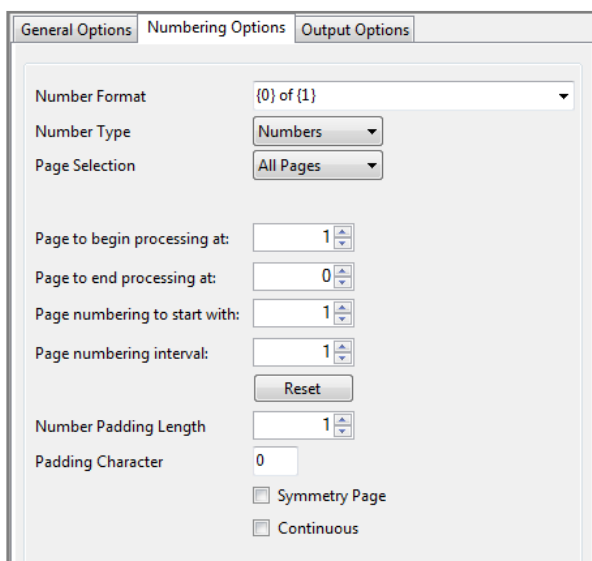 General Options Numbering Options Output Options
Number Format {0} of {1}
Number Type Numbers
Page Selection All Pages
Page to begin processing at: 1
Page to end processing at: 0
Page numbering to start with: 1
Page numbering interval: 1
Reset
Number Padding Length 1
Padding Character 0
Symmetry Page
Continuous